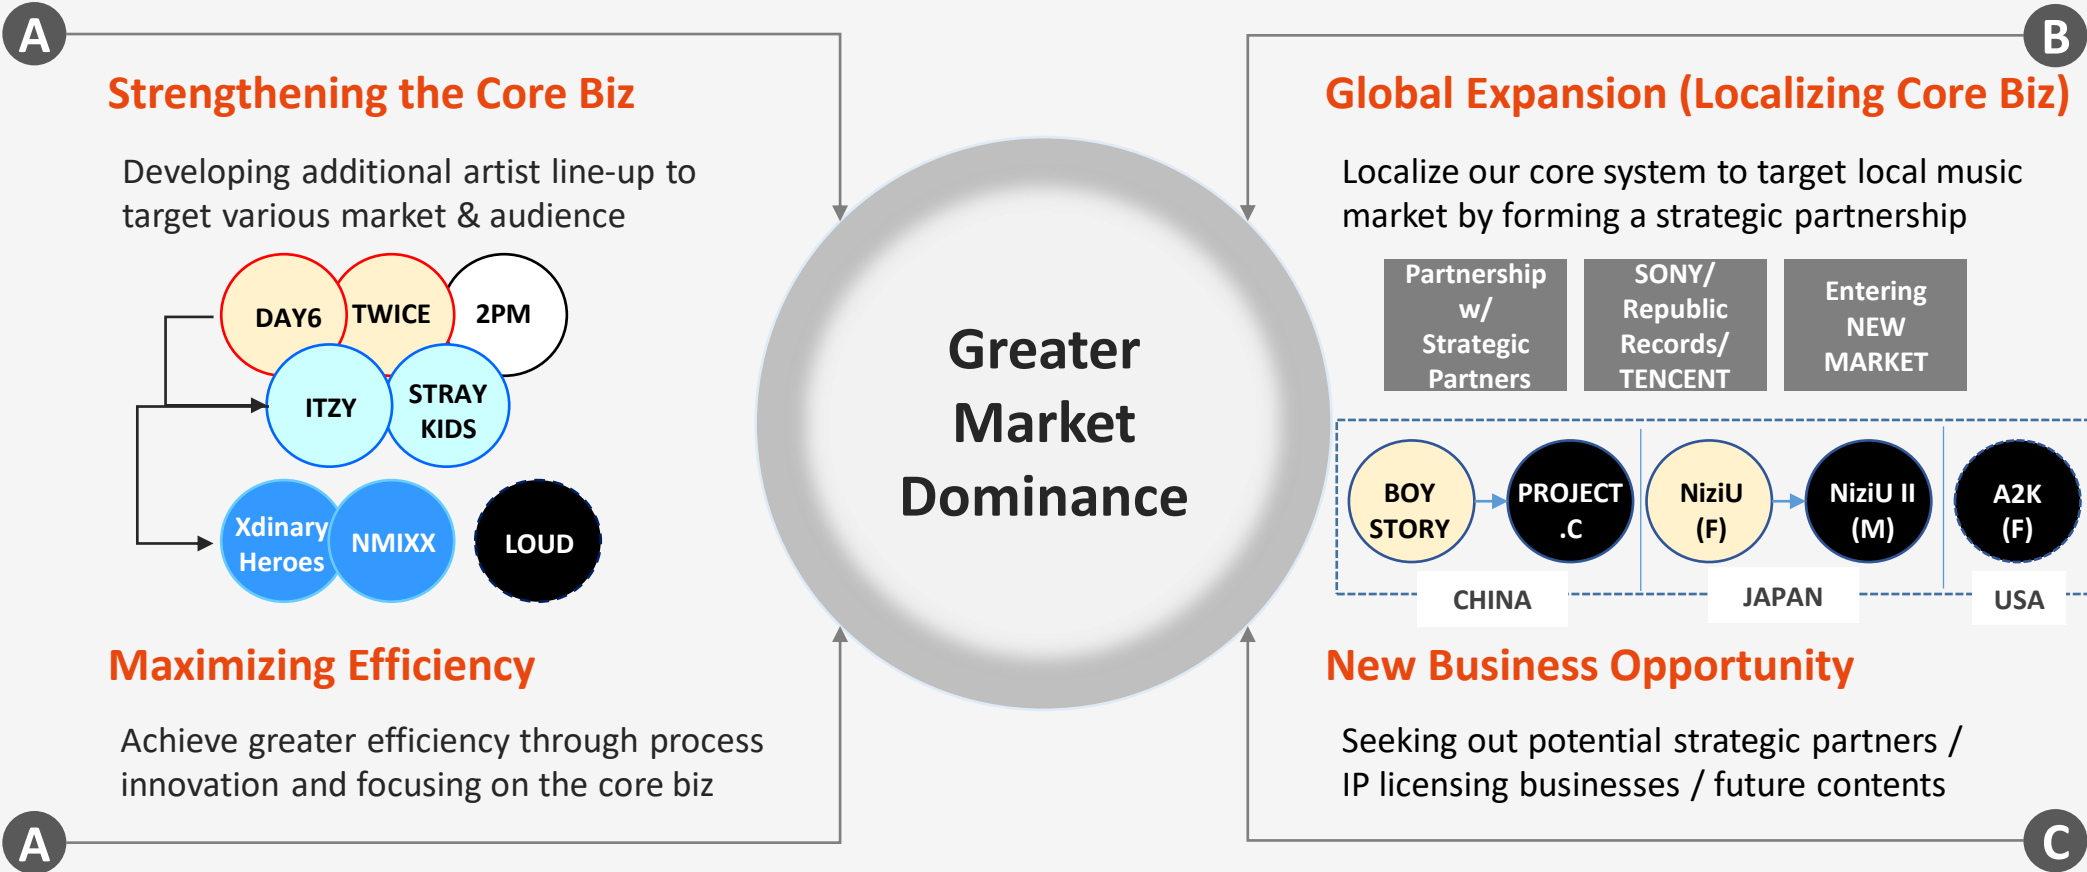 A
Strengthening the Core Biz
Developing additional artist line-up to
target various market & audience
DAY6
TWICE
2PM
ITZY
STRAY
KIDS
Xdinary
Heroes
NMIXX
LOUD
Maximizing Efficiency
Achieve greater efficiency through process
innovation and focusing on the core biz
A
Greater
Market
Dominance
B
Global Expansion (Localizing Core Biz)
Localize our core system to target local music
market by forming a strategic partnership
Partnership
w/
Strategic
Partners
SONY/
Republic
Records/
TENCENT
Entering
NEW
MARKET
BOY
STORY
PROJECT
.C
NiziU
(F)
NiziU II
(M)
A2K
(F)
CHINA
JAPAN
USA
New Business Opportunity
Seeking out potential strategic partners /
IP licensing businesses / future contents
C